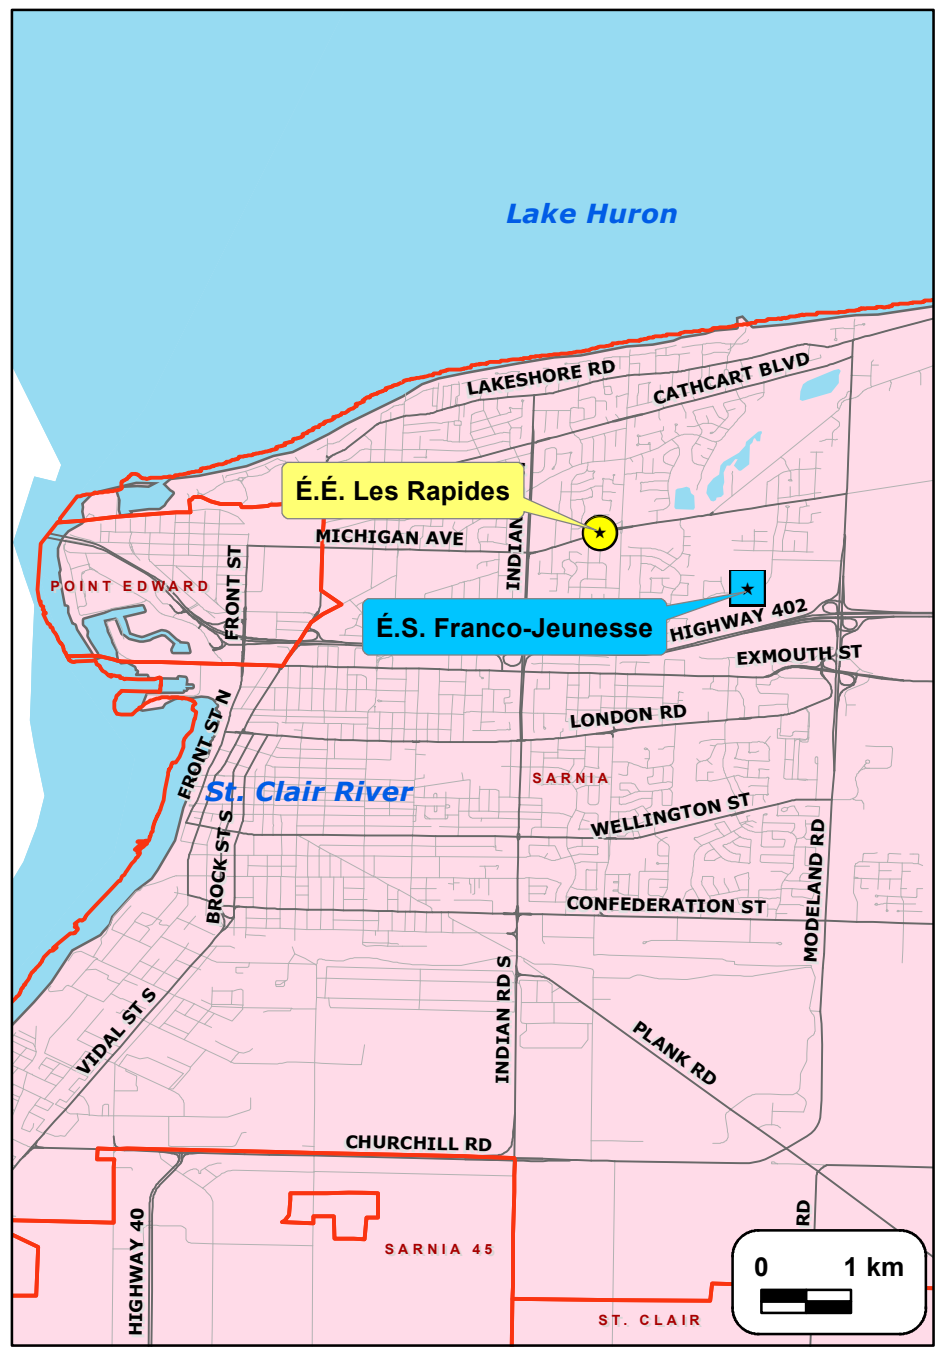 Lake Huron
LAKESHORE RD
CATHCART BLVD
É.É. Les Rapides
MICHIGAN AVE
INDIAN
FRONT ST
POINT EDWARD
É.S. Franco-Jeunesse
HIGHWAY 402
EXMOUTH ST
LONDON RD
FRONT ST N
SARNIA
St. Clair River
WELLINGTON ST
BROCK ST S
MODELAND RD
CONFEDERATION ST
INDIAN RD S
VIDAL ST S
PLANK RD
CHURCHILL RD
HIGHWAY 40
SARNIA 45
RD
0 1 km
ST. CLAIR